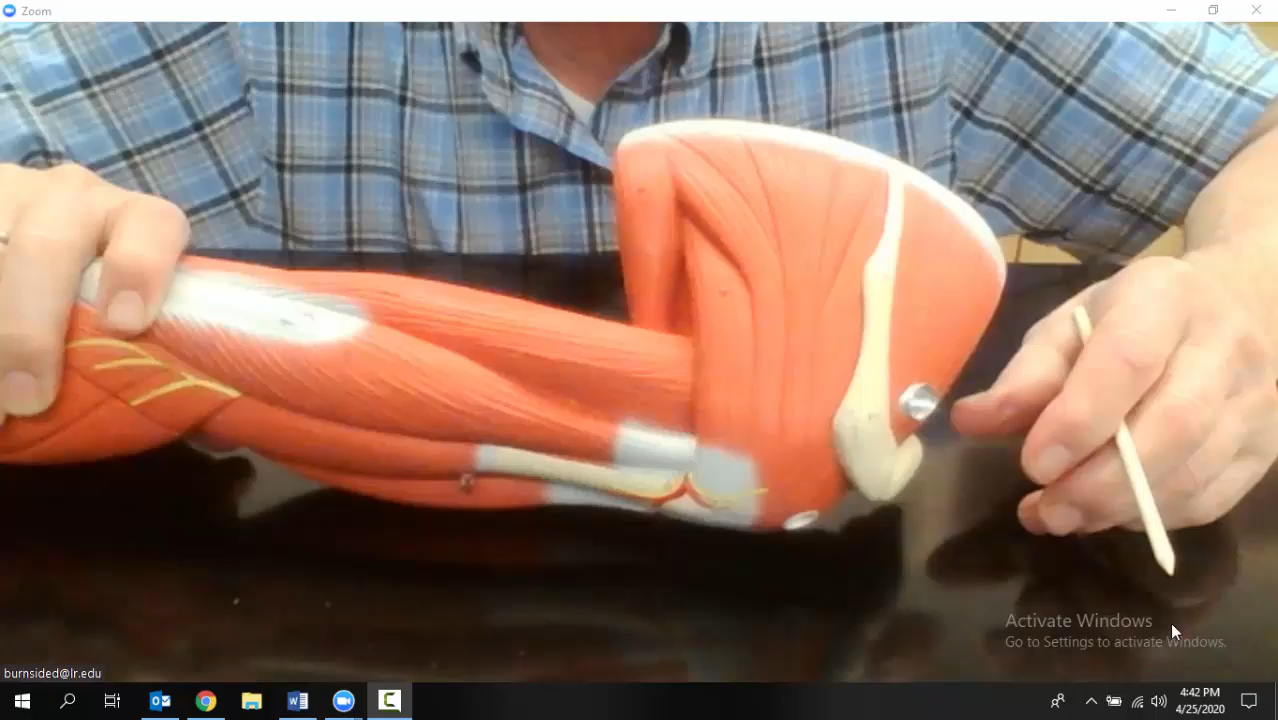 Zoom
Activate Windows
Go to Settings to activate Windows.
burnsided@lr.edu
4:42 PM
4/25/2020